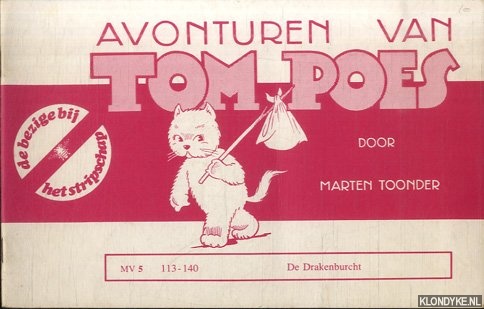 AVONTUREN VAN
TOM POES
de bezige bij
het stripschap
DOOR
MARTEN TOONDER
MV 5 113-140 De Drakenburcht
KLONDYKE.NL